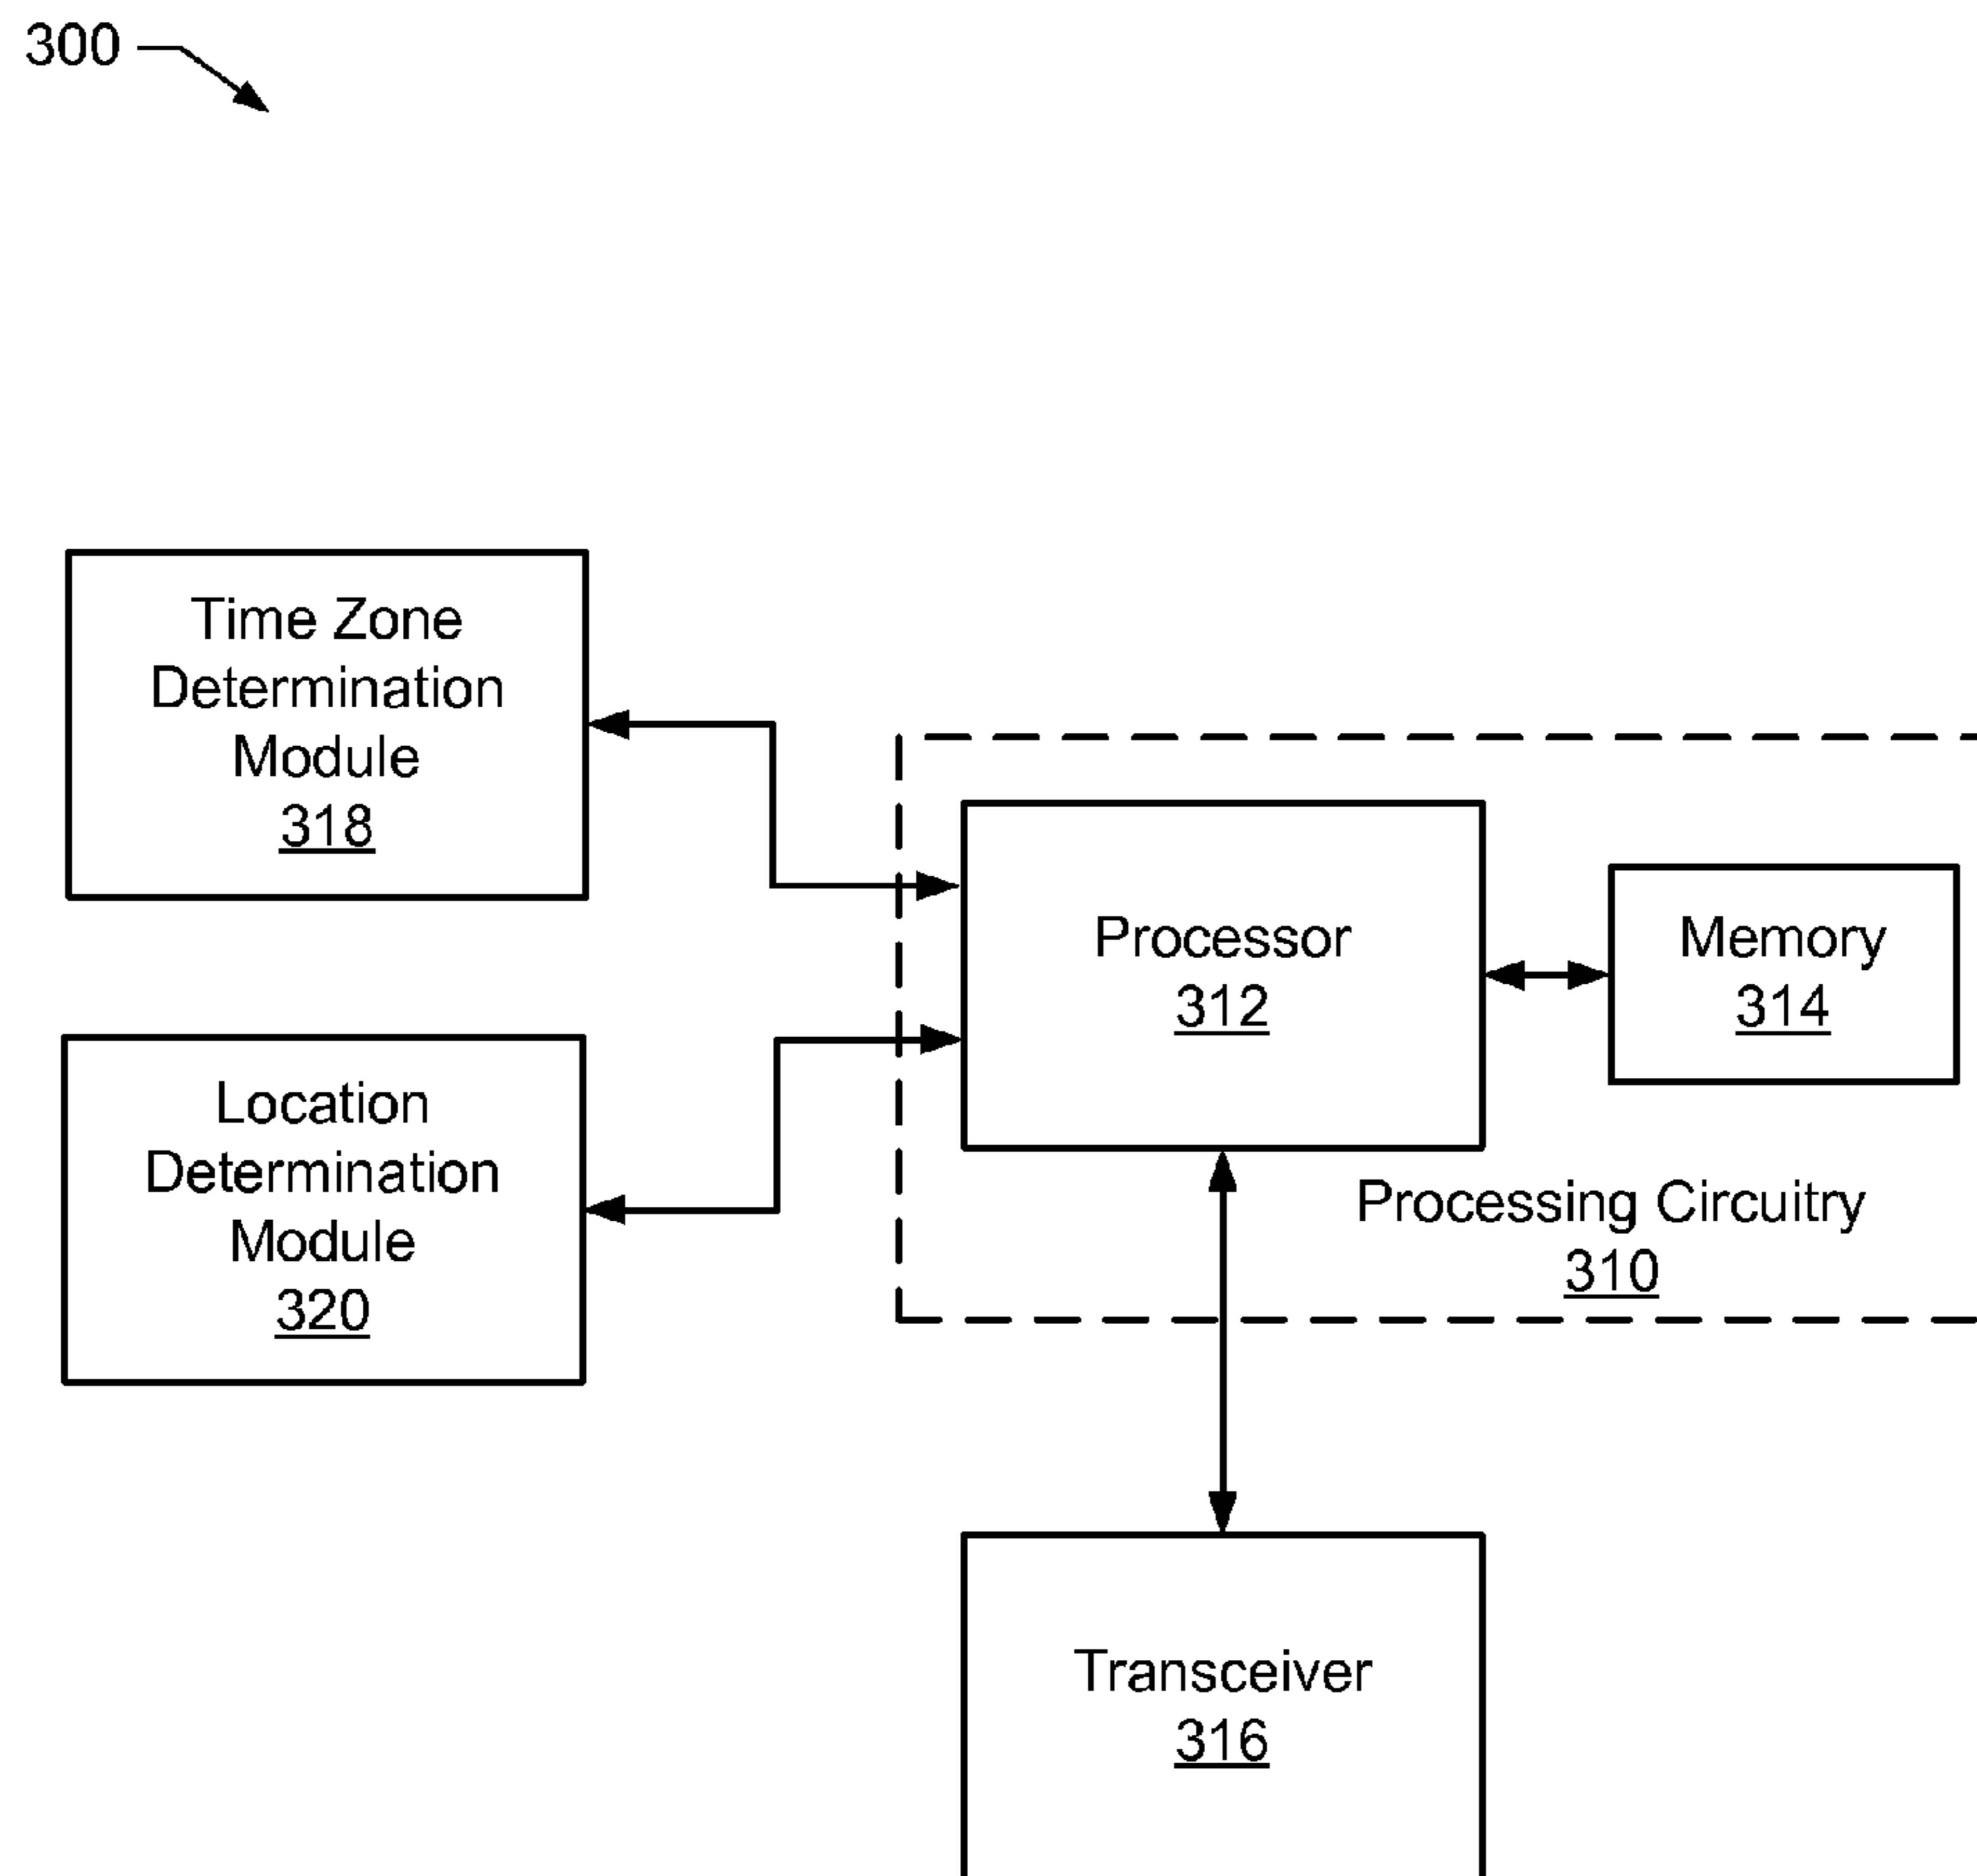 300
Time Zone
Determination
Module
318
Processor
312
Memory
314
Location
Determination
Module
320
Processing Circuitry
310
Transceiver
316